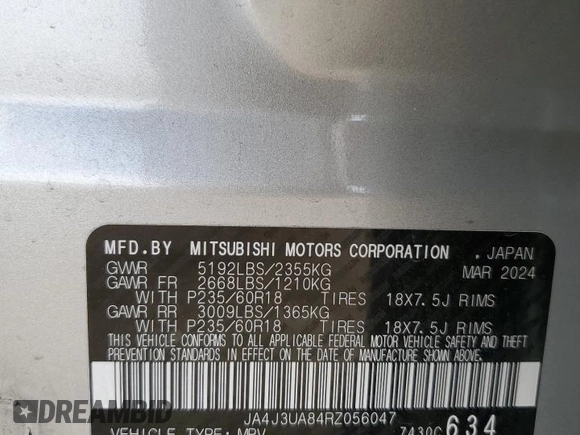 MFD.BY MITSUBISHI MOTORS CORPORATION . JAPAN
GVWR 5192LBS/2355KG MAR 2024
GAWR FR 2668LBS/1210KG
WITH P235/60R18 TIRES 18X7.5J RIMS
GAWR RR 3009LBS/1365KG
WITH P235/60R18 TIRES 18X7.5J RIMS
THIS VEHICLE CONFORMS TO ALL APPLICABLE FEDERAL MOTOR VEHICLE SAFETY AND THEFT
PREVENTION STANDARDS IN EFFECT ON THE DATE OF MANUFACTURE SHOWN ABOVE.
JA4J3UA84RZ056047
VEHICLE TYPE: MPV 7430C 634
DREAMBID